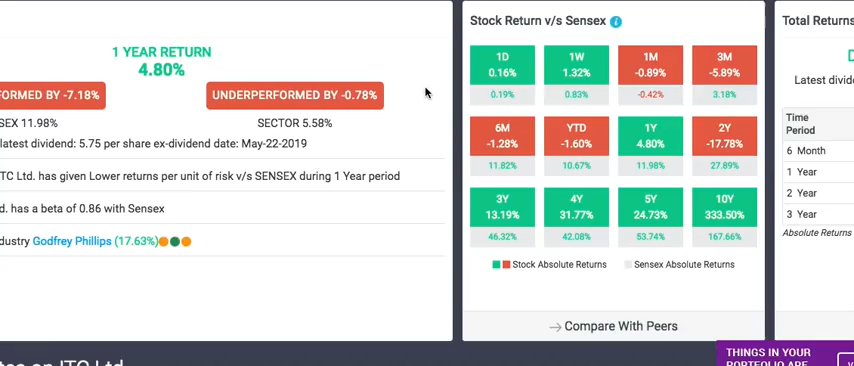 1 YEAR RETURN
4.80%
FORMED BY -7.18%
UNDERPERFORMED BY -0.78%
SEX 11.98%
SECTOR 5.58%
latest dividend: 5.75 per share ex-dividend date: May-22-2019
TC Ltd. has given Lower returns per unit of risk v/s SENSEX during 1 Year period
d. has a beta of 0.86 with Sensex
dustry Godfrey Phillips (17.63%)
Stock Return v/s Sensex i
1D 1W 1M 3M
0.16% 1.32% -0.89% -5.89%
0.19% 0.83% -0.42% 3.18%
6M YTD 1Y 2Y
-1.28% -1.60% 4.80% -17.78%
11.82% 10.67% 11.98% 27.89%
3Y 4Y 5Y 10Y
13.19% 31.77% 24.73% 333.50%
46.32% 42.08% 53.74% 167.66%
Stock Absolute Returns Sensex Absolute Returns
Compare With Peers
Total Returns
Latest divid
Time
Period
6 Month
1 Year
2 Year
3 Year
Absolute Returns
THINGS IN YOUR
PORTFOLIO ARE